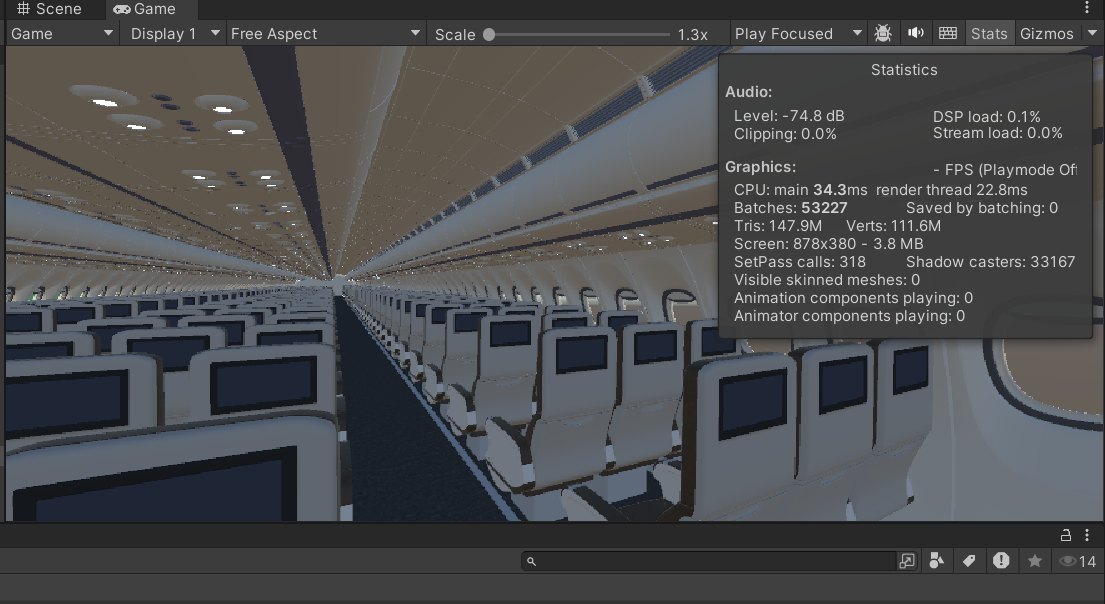 Scene Game
Game Display 1 Free Aspect Scale 1.3x Play Focused Stats Gizmos
Statistics
Audio:
Level: -74.8 dB DSP load: 0.1%
Clipping: 0.0% Stream load: 0.0%
Graphics: - FPS (Playmode Off
CPU: main 34.3ms render thread 22.8ms
Batches: 53227 Saved by batching: 0
Tris: 147.9M Verts: 111.6M
Screen: 878x380 - 3.8 MB
SetPass calls: 318 Shadow casters: 33167
Visible skinned meshes: 0
Animation components playing: 0
Animator components playing: 0
14